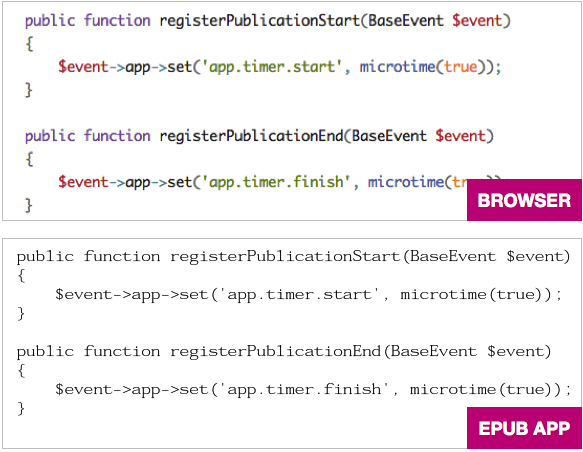 public function registerPublicationStart(BaseEvent $event)
{
    $event->app->set('app.timer.start', microtime(true));
}

public function registerPublicationEnd(BaseEvent $event)
{
    $event->app->set('app.timer.finish', microtime(tr
}
BROWSER
public function registerPublicationStart(BaseEvent $event)
{
    $event->app->set('app.timer.start', microtime(true));
}

public function registerPublicationEnd(BaseEvent $event)
{
    $event->app->set('app.timer.finish', microtime(true));
}
EPUB APP